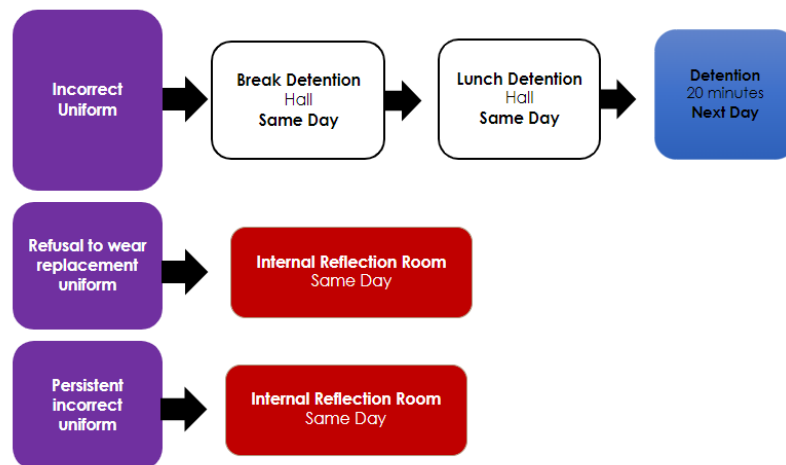 Incorrect
Uniform
Break Detention
Hall
Same Day
Lunch Detention
Hall
Same Day
Detention
20 minutes
Next Day
Refusal to wear
replacement
uniform
Internal Reflection Room
Same Day
Persistent
incorrect
uniform
Internal Reflection Room
Same Day